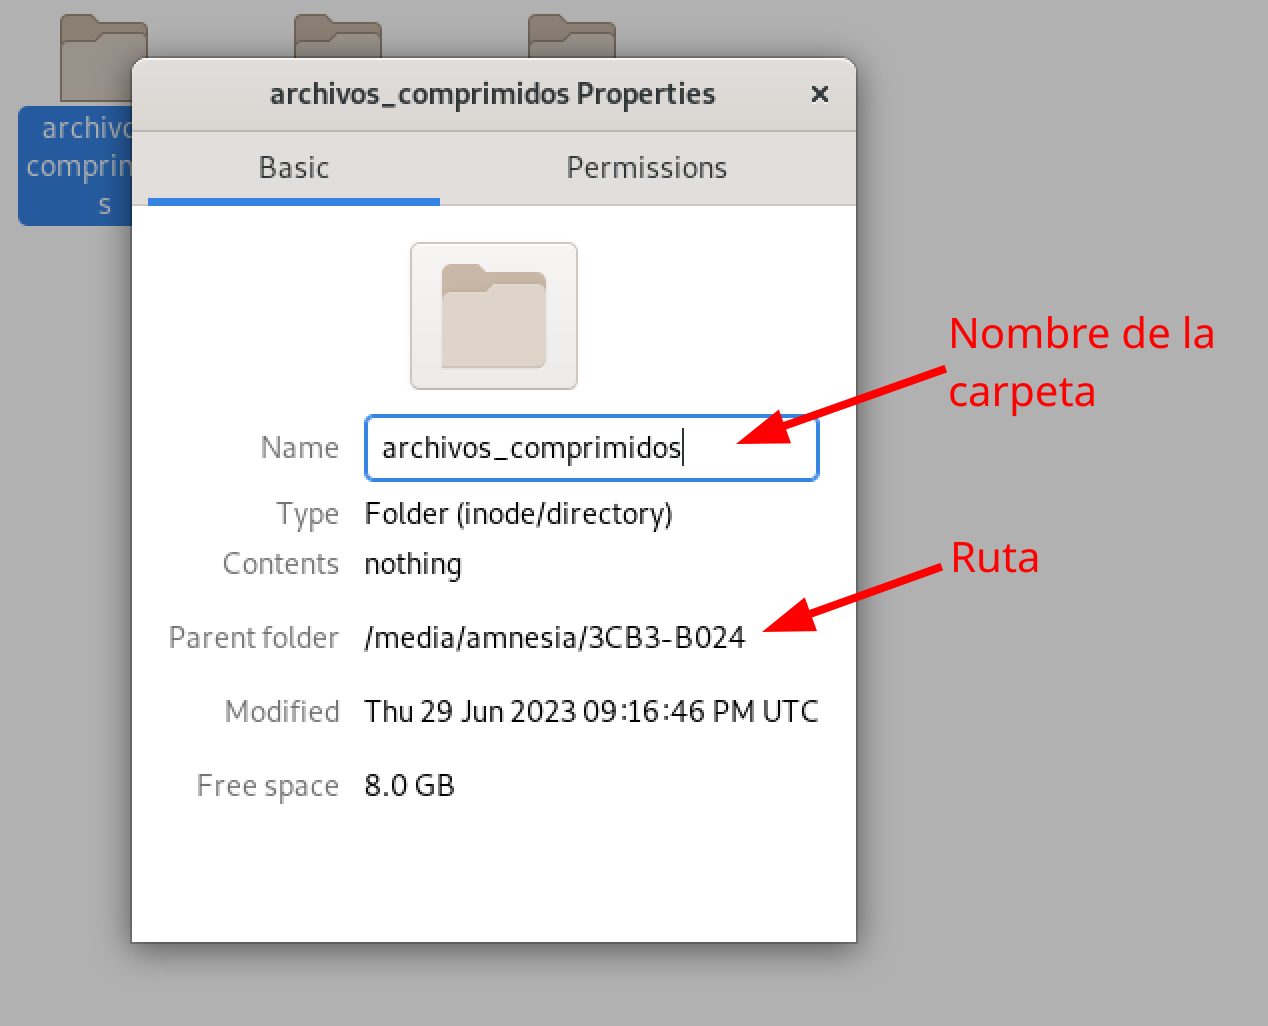 archivos_comprimidos Properties
Basic
Permissions
Name
archivos_comprimidos
Type
Folder (inode/directory)
Contents
nothing
Parent folder
/media/amnesia/3CB3-B024
Modified
Thu 29 Jun 2023 09:16:46 PM UTC
Free space
8.0 GB
Nombre de la
carpeta
Ruta